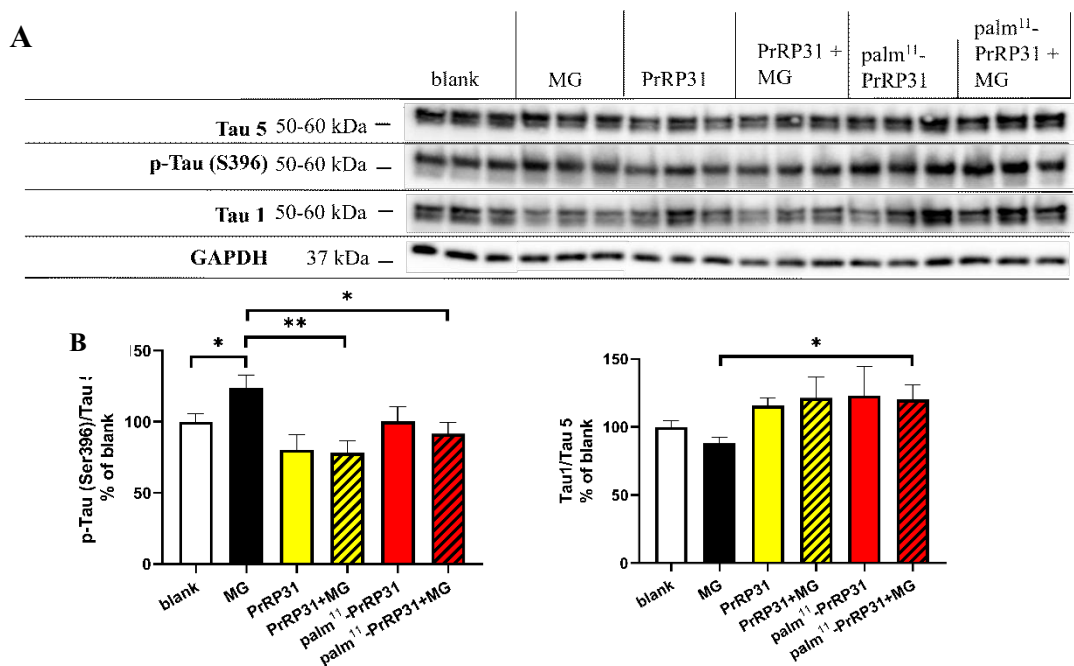 A
blank
MG
PrRP31
PrRP31 +
MG
palm¹¹-
PrRP31
palm¹¹-
PrRP31 +
MG
Tau 5 50-60 kDa
p-Tau (S396) 50-60 kDa
Tau 1 50-60 kDa
GAPDH 37 kDa
B
p-Tau (Ser396)/Tau
% of blank
50
100
50
0
*
**
*
blank
MG
PrRP31
PrRP31+MG
palm¹¹-PrRP31
palm¹¹-PrRP31+MG
Tau1/Tau 5
% of blank
150
100
50
0
*
blank
MG
PrRP31
PrRP31+MG
palm¹¹-PrRP31
palm¹¹-PrRP31+MG